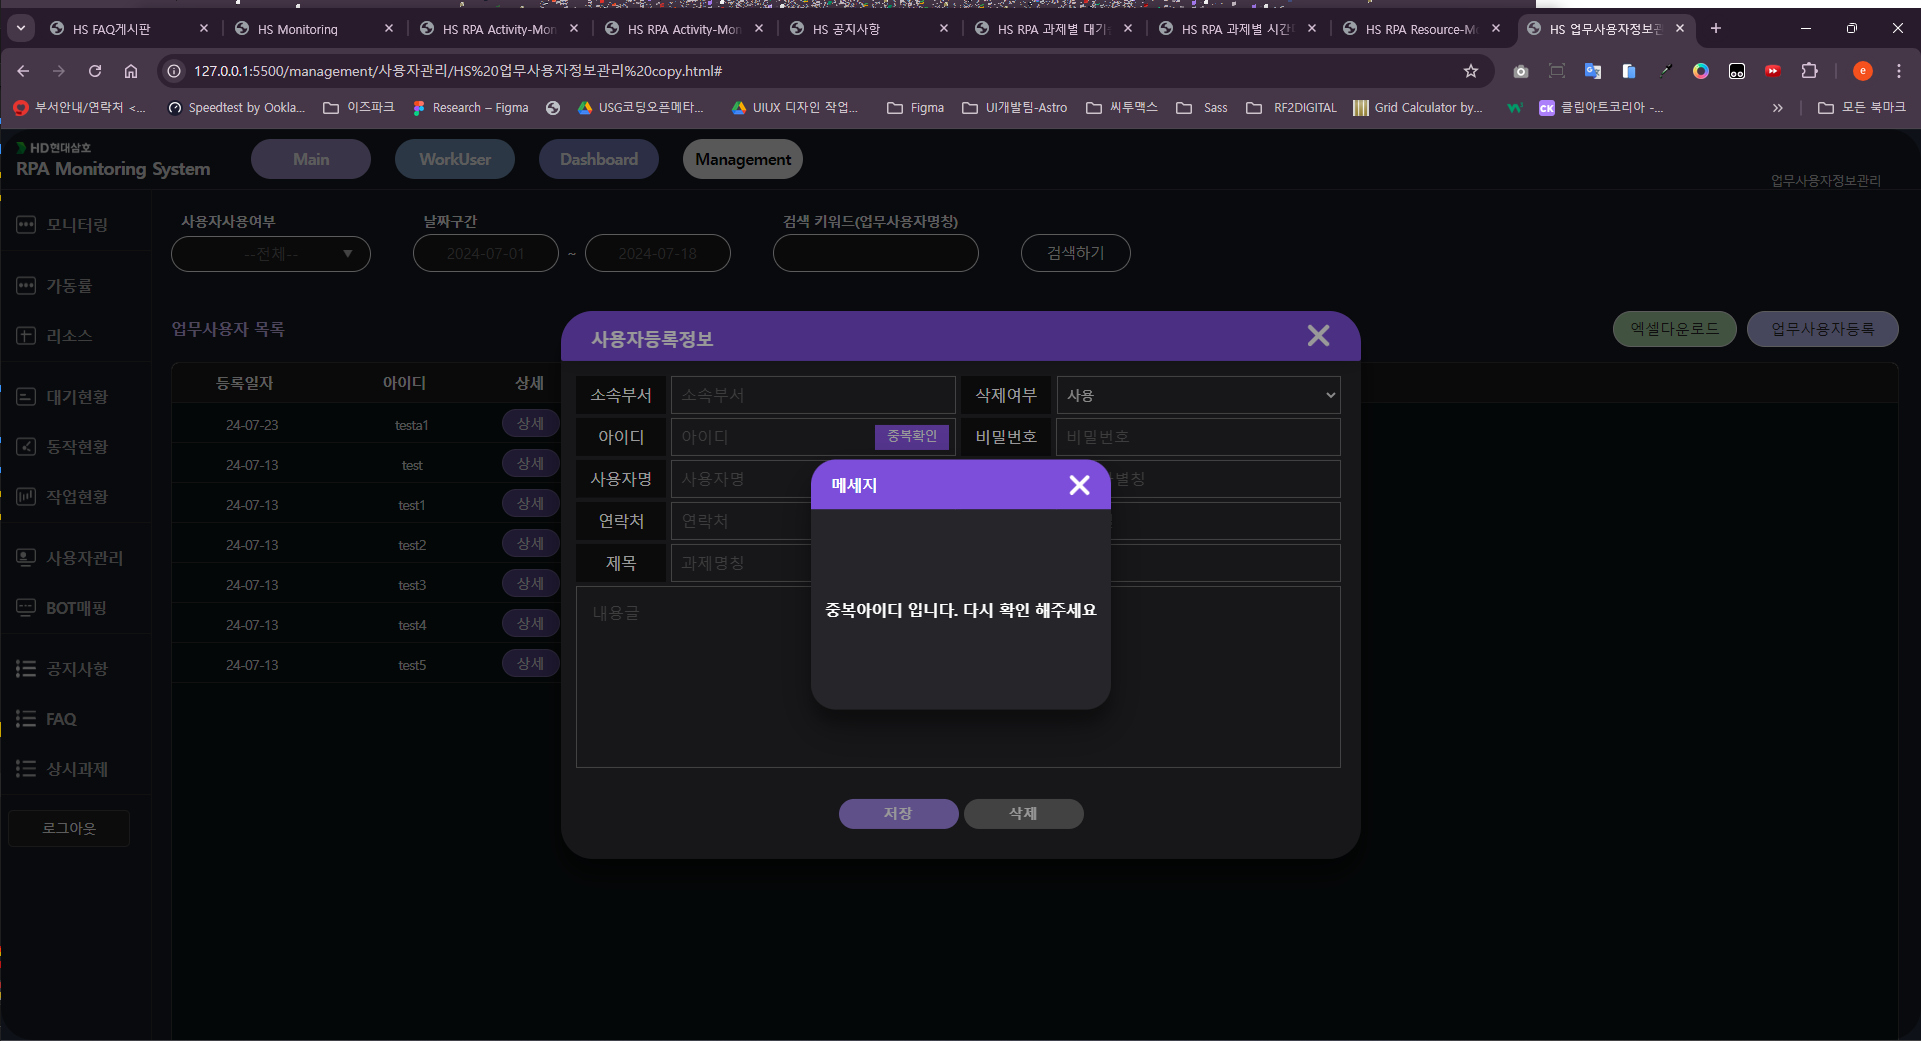 HS FAQ게시판
HS Monitoring
HS RPA Activity-Mon
HS RPA Activity-Mon
HS 공지사항
HS RPA 과제별 대기
HS RPA 과제별 시간
HS RPA Resource-Mo
HS 업무사용자정보관
127.0.0.1:5500/management/사용자관리/HS%20업무사용자정보관리%20copy.html#
부서안내/연락처 <...
Speedtest by Ookla...
이즈파크
Research – Figma
USG코딩오픈메타...
UIUX 디자인 작업...
Figma
UI개발팀-Astro
씨투맥스
Sass
RF2DIGITAL
Grid Calculator by...
CK
클립아트코리아 -...
모든 북마크
HD현대삼호
RPA Monitoring System
Main
WorkUser
Dashboard
Management
업무사용자정보관리
모니터링
가동률
리소스
대기현황
동작현황
작업현황
사용자관리
BOT매핑
공지사항
FAQ
상시과제
로그아웃
사용자사용여부
날짜구간
검색 키워드(업무사용자명칭)
--전체--
2024-07-01
~
2024-07-18
검색하기
업무사용자 목록
엑셀다운로드
업무사용자등록
등록일자 아이디 상세
24-07-23 testa1 상세
24-07-13 test 상세
24-07-13 test1 상세
24-07-13 test2 상세
24-07-13 test3 상세
24-07-13 test4 상세
24-07-13 test5 상세
사용자등록정보
소속부서 소속부서 삭제여부 사용
아이디 아이디 중복확인 비밀번호 비밀번호
사용자명 사용자명 별칭
연락처 연락처
제목 과제명칭
내용글
저장
삭제
메세지
중복아이디 입니다. 다시 확인 해주세요